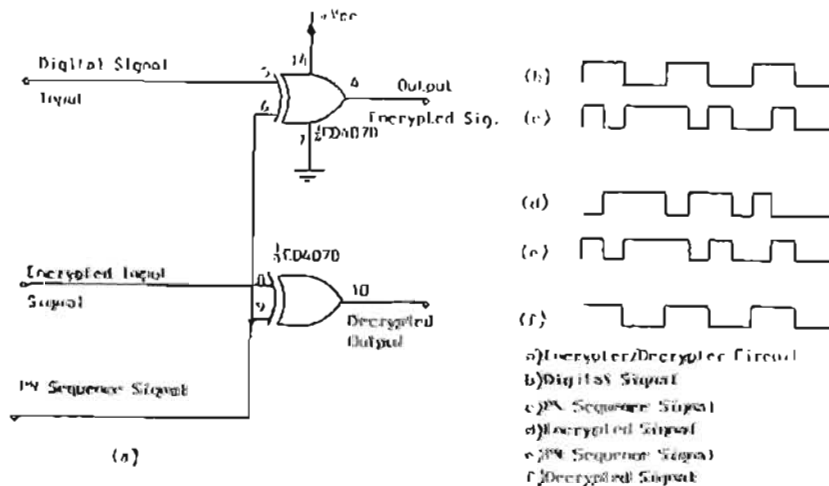 +Vcc
14
Digital Signal
Input
5
6
4
Output
Encrypted Sig.
7
¼CD4070
Encrypted Input
Signal
¼CD4070
8
9
10
Decrypted
Output
PN Sequence Signal
(a)
(b)
(c)
(d)
(e)
(f)
a)Encrypter/Decrypter Circuit
b)Digital Signal
c)PN Sequence Signal
d)Encrypted Signal
e)PN Sequence Signal
f)Decrypted Signal